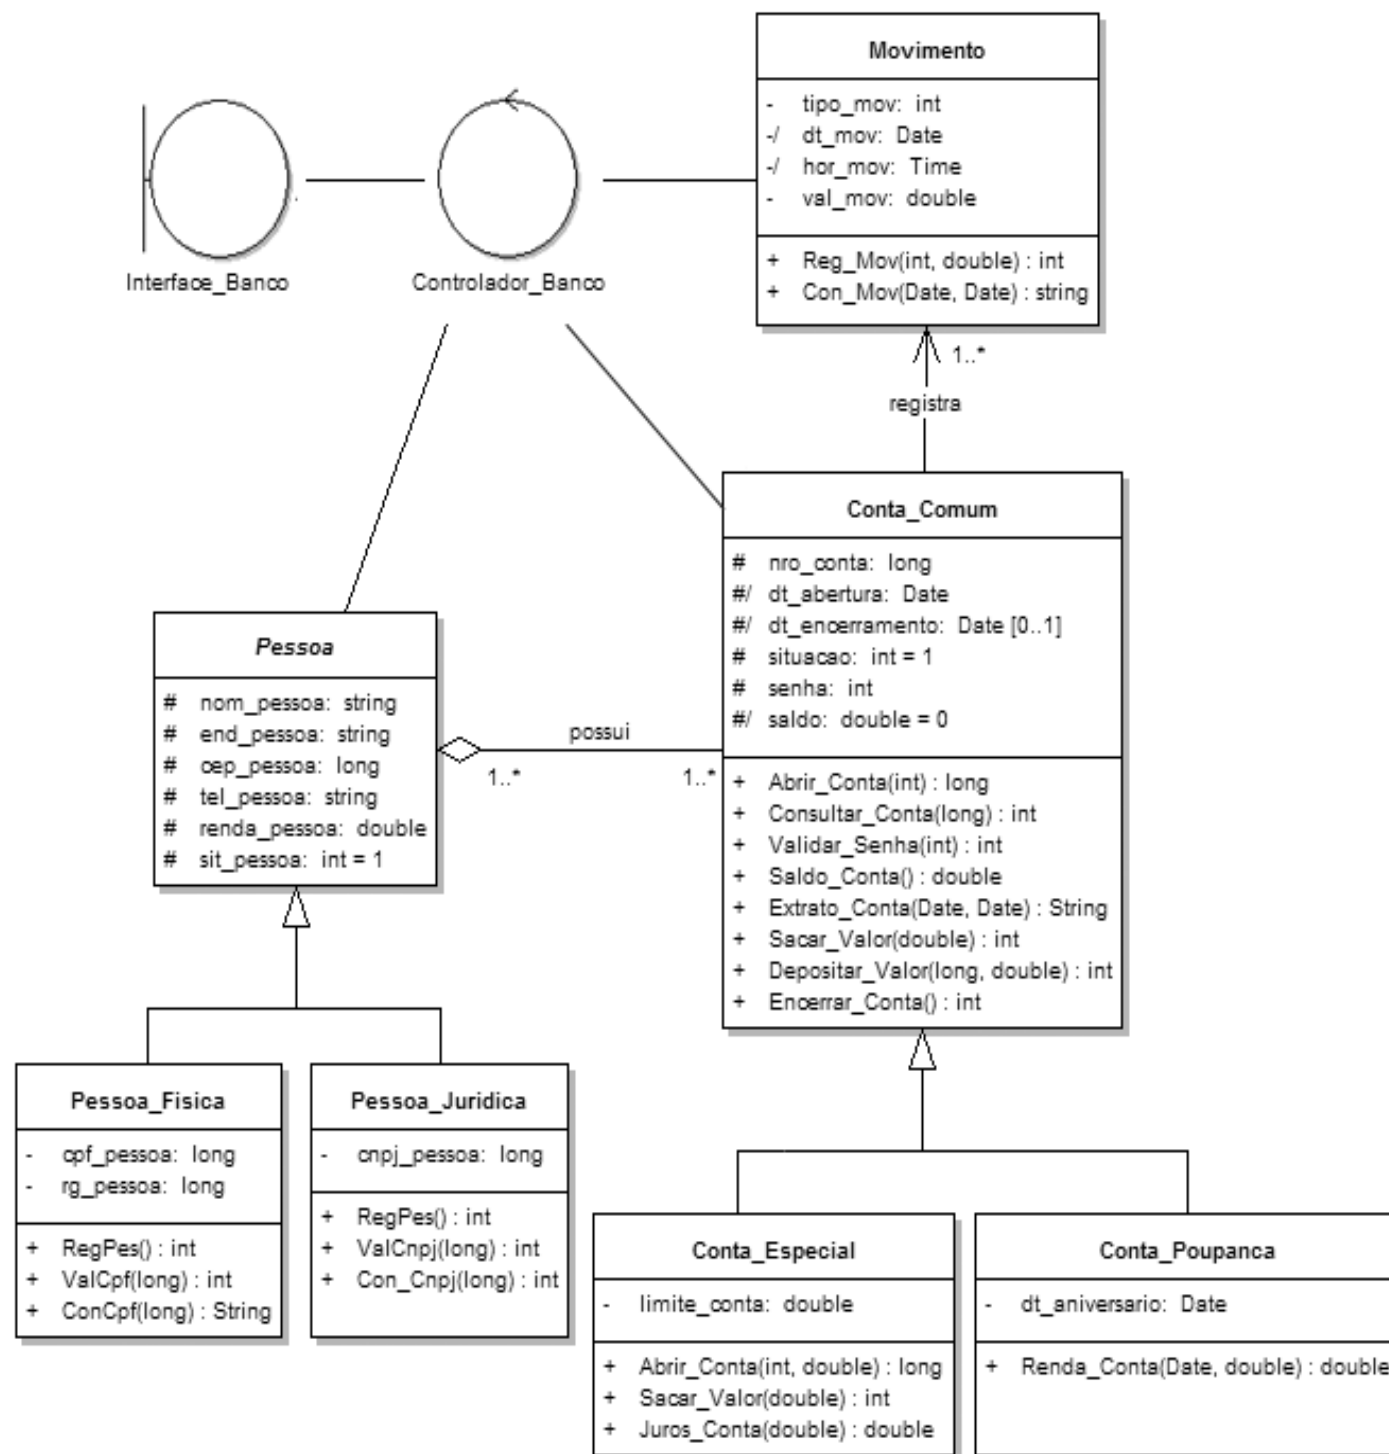 Movimento
- tipo_mov: int
-/ dt_mov: Date
-/ hor_mov: Time
- val_mov: double
+ Reg_Mov(int, double) : int
+ Con_Mov(Date, Date) : string
Interface_Banco
Controlador_Banco
1..*
registra
Conta_Comum
# nro_conta: long
#/ dt_abertura: Date
#/ dt_encerramento: Date [0..1]
# situacao: int = 1
# senha: int
#/ saldo: double = 0
+ Abrir_Conta(int) : long
+ Consultar_Conta(long) : int
+ Validar_Senha(int) : int
+ Saldo_Conta() : double
+ Extrato_Conta(Date, Date) : String
+ Sacar_Valor(double) : int
+ Depositar_Valor(long, double) : int
+ Encerrar_Conta() : int
Pessoa
# nom_pessoa: string
# end_pessoa: string
# cep_pessoa: long
# tel_pessoa: string
# renda_pessoa: double
# sit_pessoa: int = 1
possui
1..*
1..*
Pessoa_Fisica
- cpf_pessoa: long
- rg_pessoa: long
+ RegPes() : int
+ ValCpf(long) : int
+ ConCpf(long) : String
Pessoa_Juridica
- cnpj_pessoa: long
+ RegPes() : int
+ ValCnpj(long) : int
+ Con_Cnpj(long) : int
Conta_Especial
- limite_conta: double
+ Abrir_Conta(int, double) : long
+ Sacar_Valor(double) : int
+ Juros_Conta(double) : double
Conta_Poupanca
- dt_aniversario: Date
+ Renda_Conta(Date, double) : double